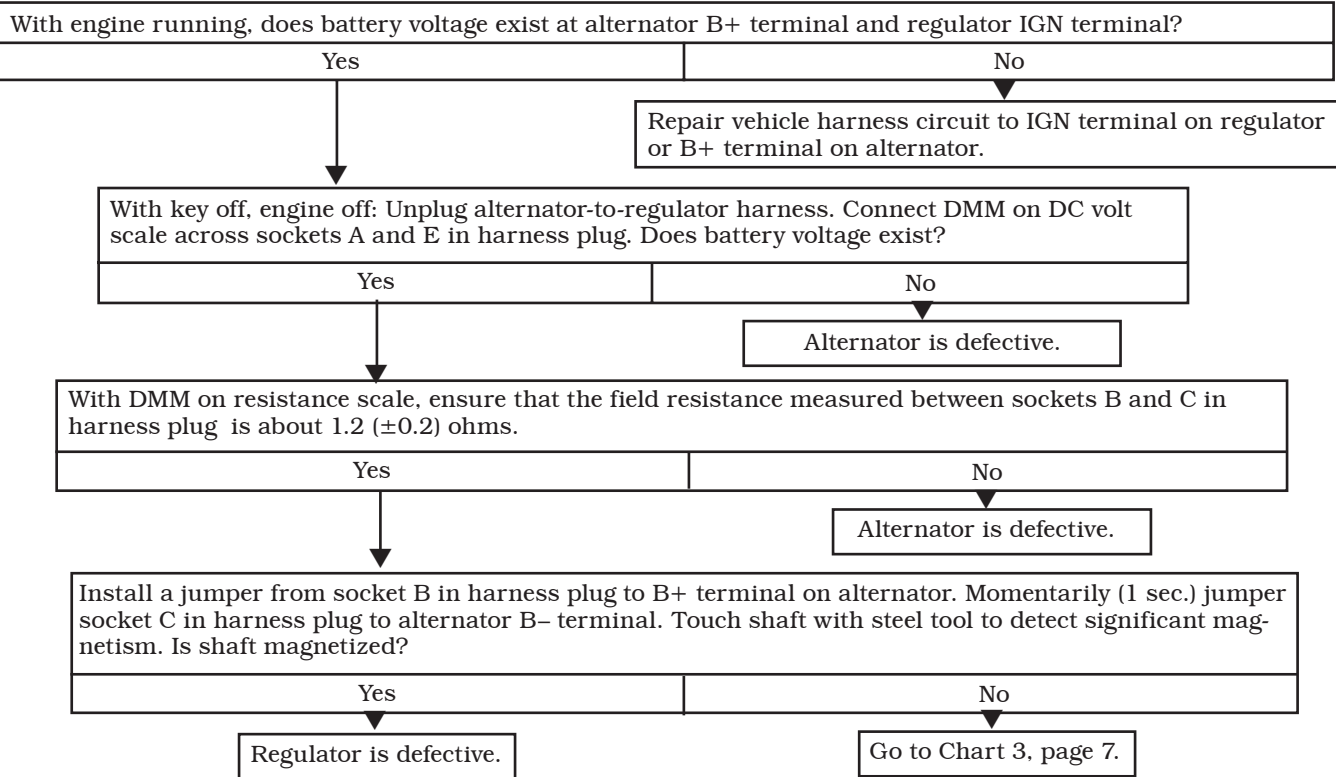 With engine running, does battery voltage exist at alternator B+ terminal and regulator IGN terminal?
Yes
No
Repair vehicle harness circuit to IGN terminal on regulator
or B+ terminal on alternator.
With key off, engine off: Unplug alternator-to-regulator harness. Connect DMM on DC volt
scale across sockets A and E in harness plug. Does battery voltage exist?
Yes
No
Alternator is defective.
With DMM on resistance scale, ensure that the field resistance measured between sockets B and C in
harness plug is about 1.2 (±0.2) ohms.
Yes
No
Alternator is defective.
Install a jumper from socket B in harness plug to B+ terminal on alternator. Momentarily (1 sec.) jumper
socket C in harness plug to alternator B– terminal. Touch shaft with steel tool to detect significant mag-
netism. Is shaft magnetized?
Yes
No
Regulator is defective.
Go to Chart 3, page 7.